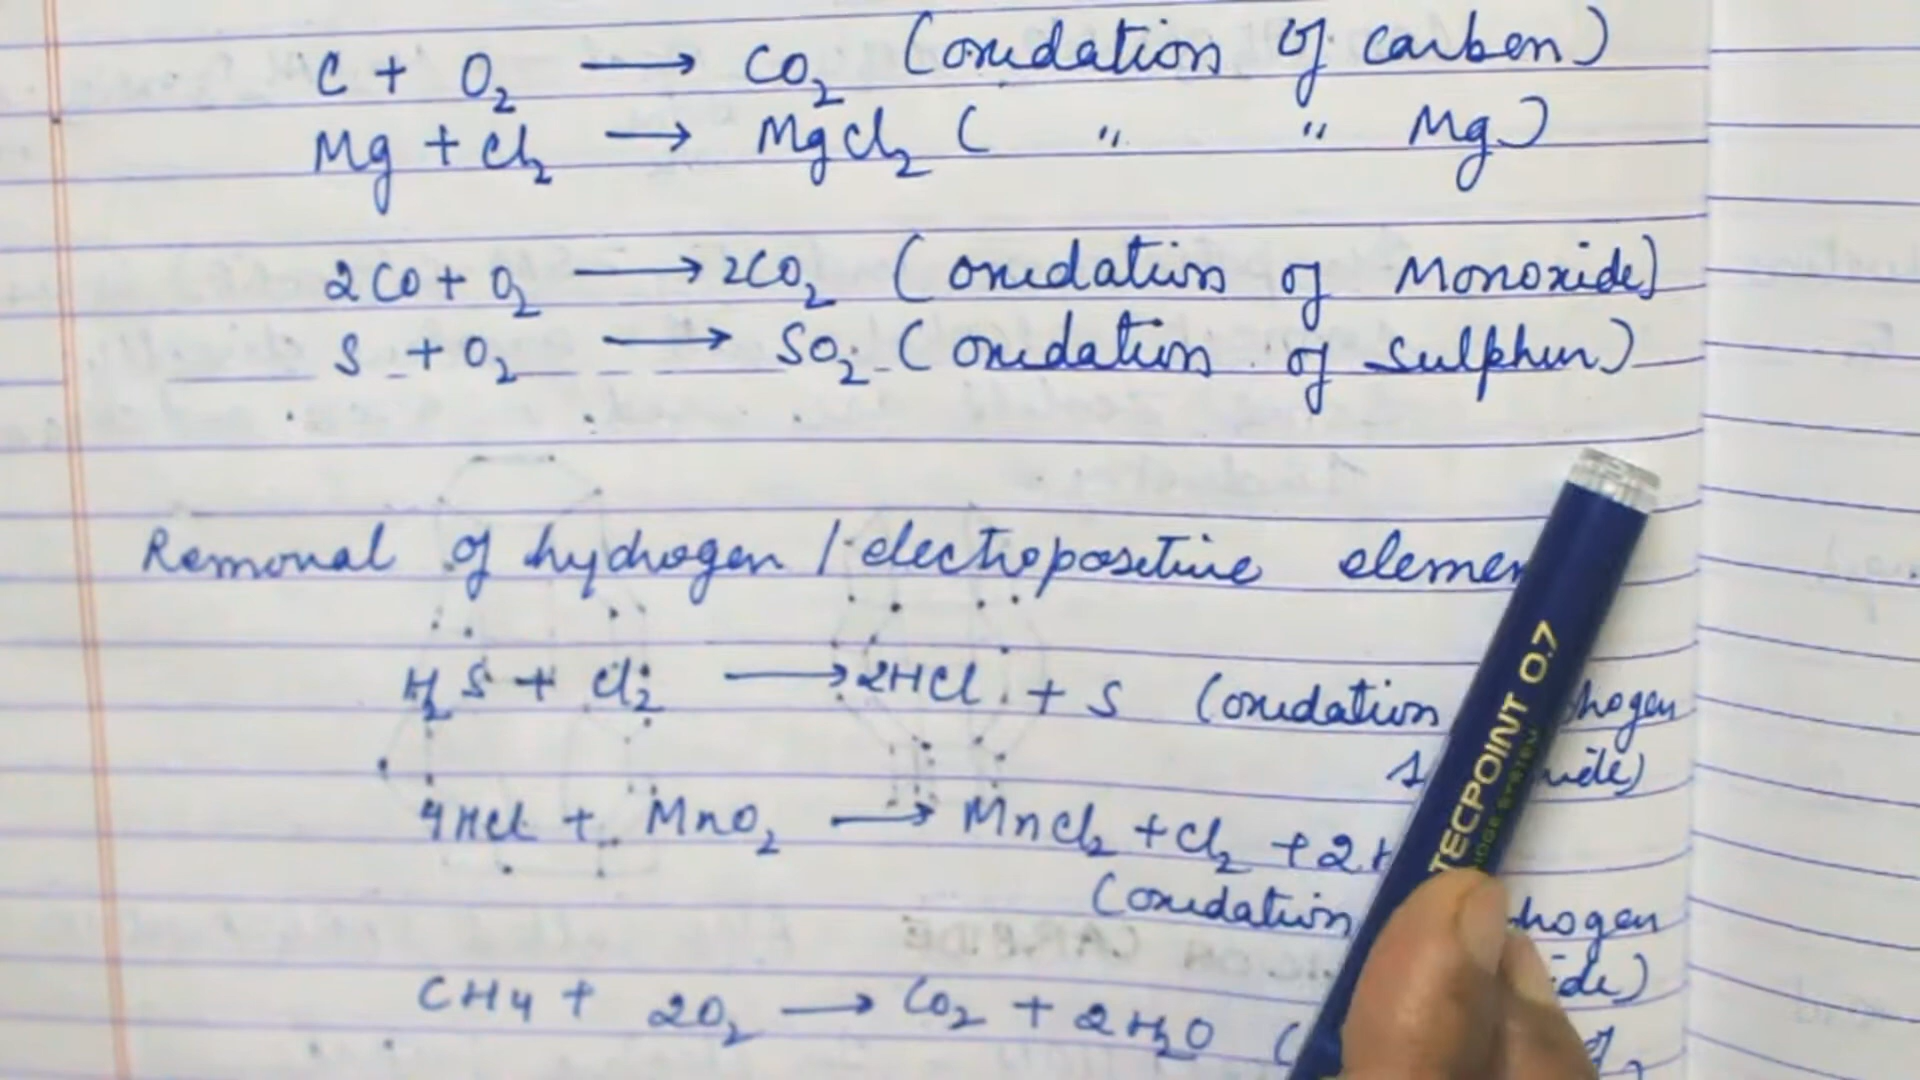 C + O₂ → CO₂ (oxidation of carbon)
Mg + Cl₂ → MgCl₂ ( " " Mg)
2CO + O₂ → 2CO₂ (oxidation of Monoxide)
S + O₂ → SO₂ (oxidation of sulphur)
Removal of hydrogen / electropositive elemen
H₂S + Cl₂ → 2HCl + S (oxidation
4HCl + MnO₂ → MnCl₂ + Cl₂ + 2H
(oxidation
ide)
CH4 + 2O₂ → CO₂ + 2H₂O (
TECPOINT 0.7